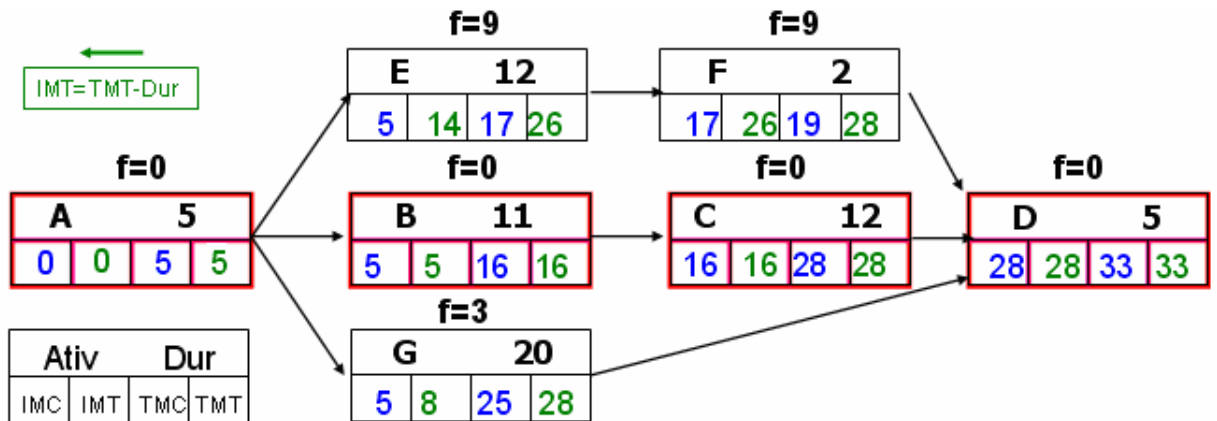 f=9 f=9
IMT=TMT-Dur
E 12 F 2
5 14 17 26 17 26 19 28
f=0 f=0 f=0 f=0
A 5 B 11 C 12 D 5
0 0 5 5 5 5 16 16 16 16 28 28 28 28 33 33
f=3
Ativ Dur G 20
IMC IMT TMC TMT 5 8 25 28